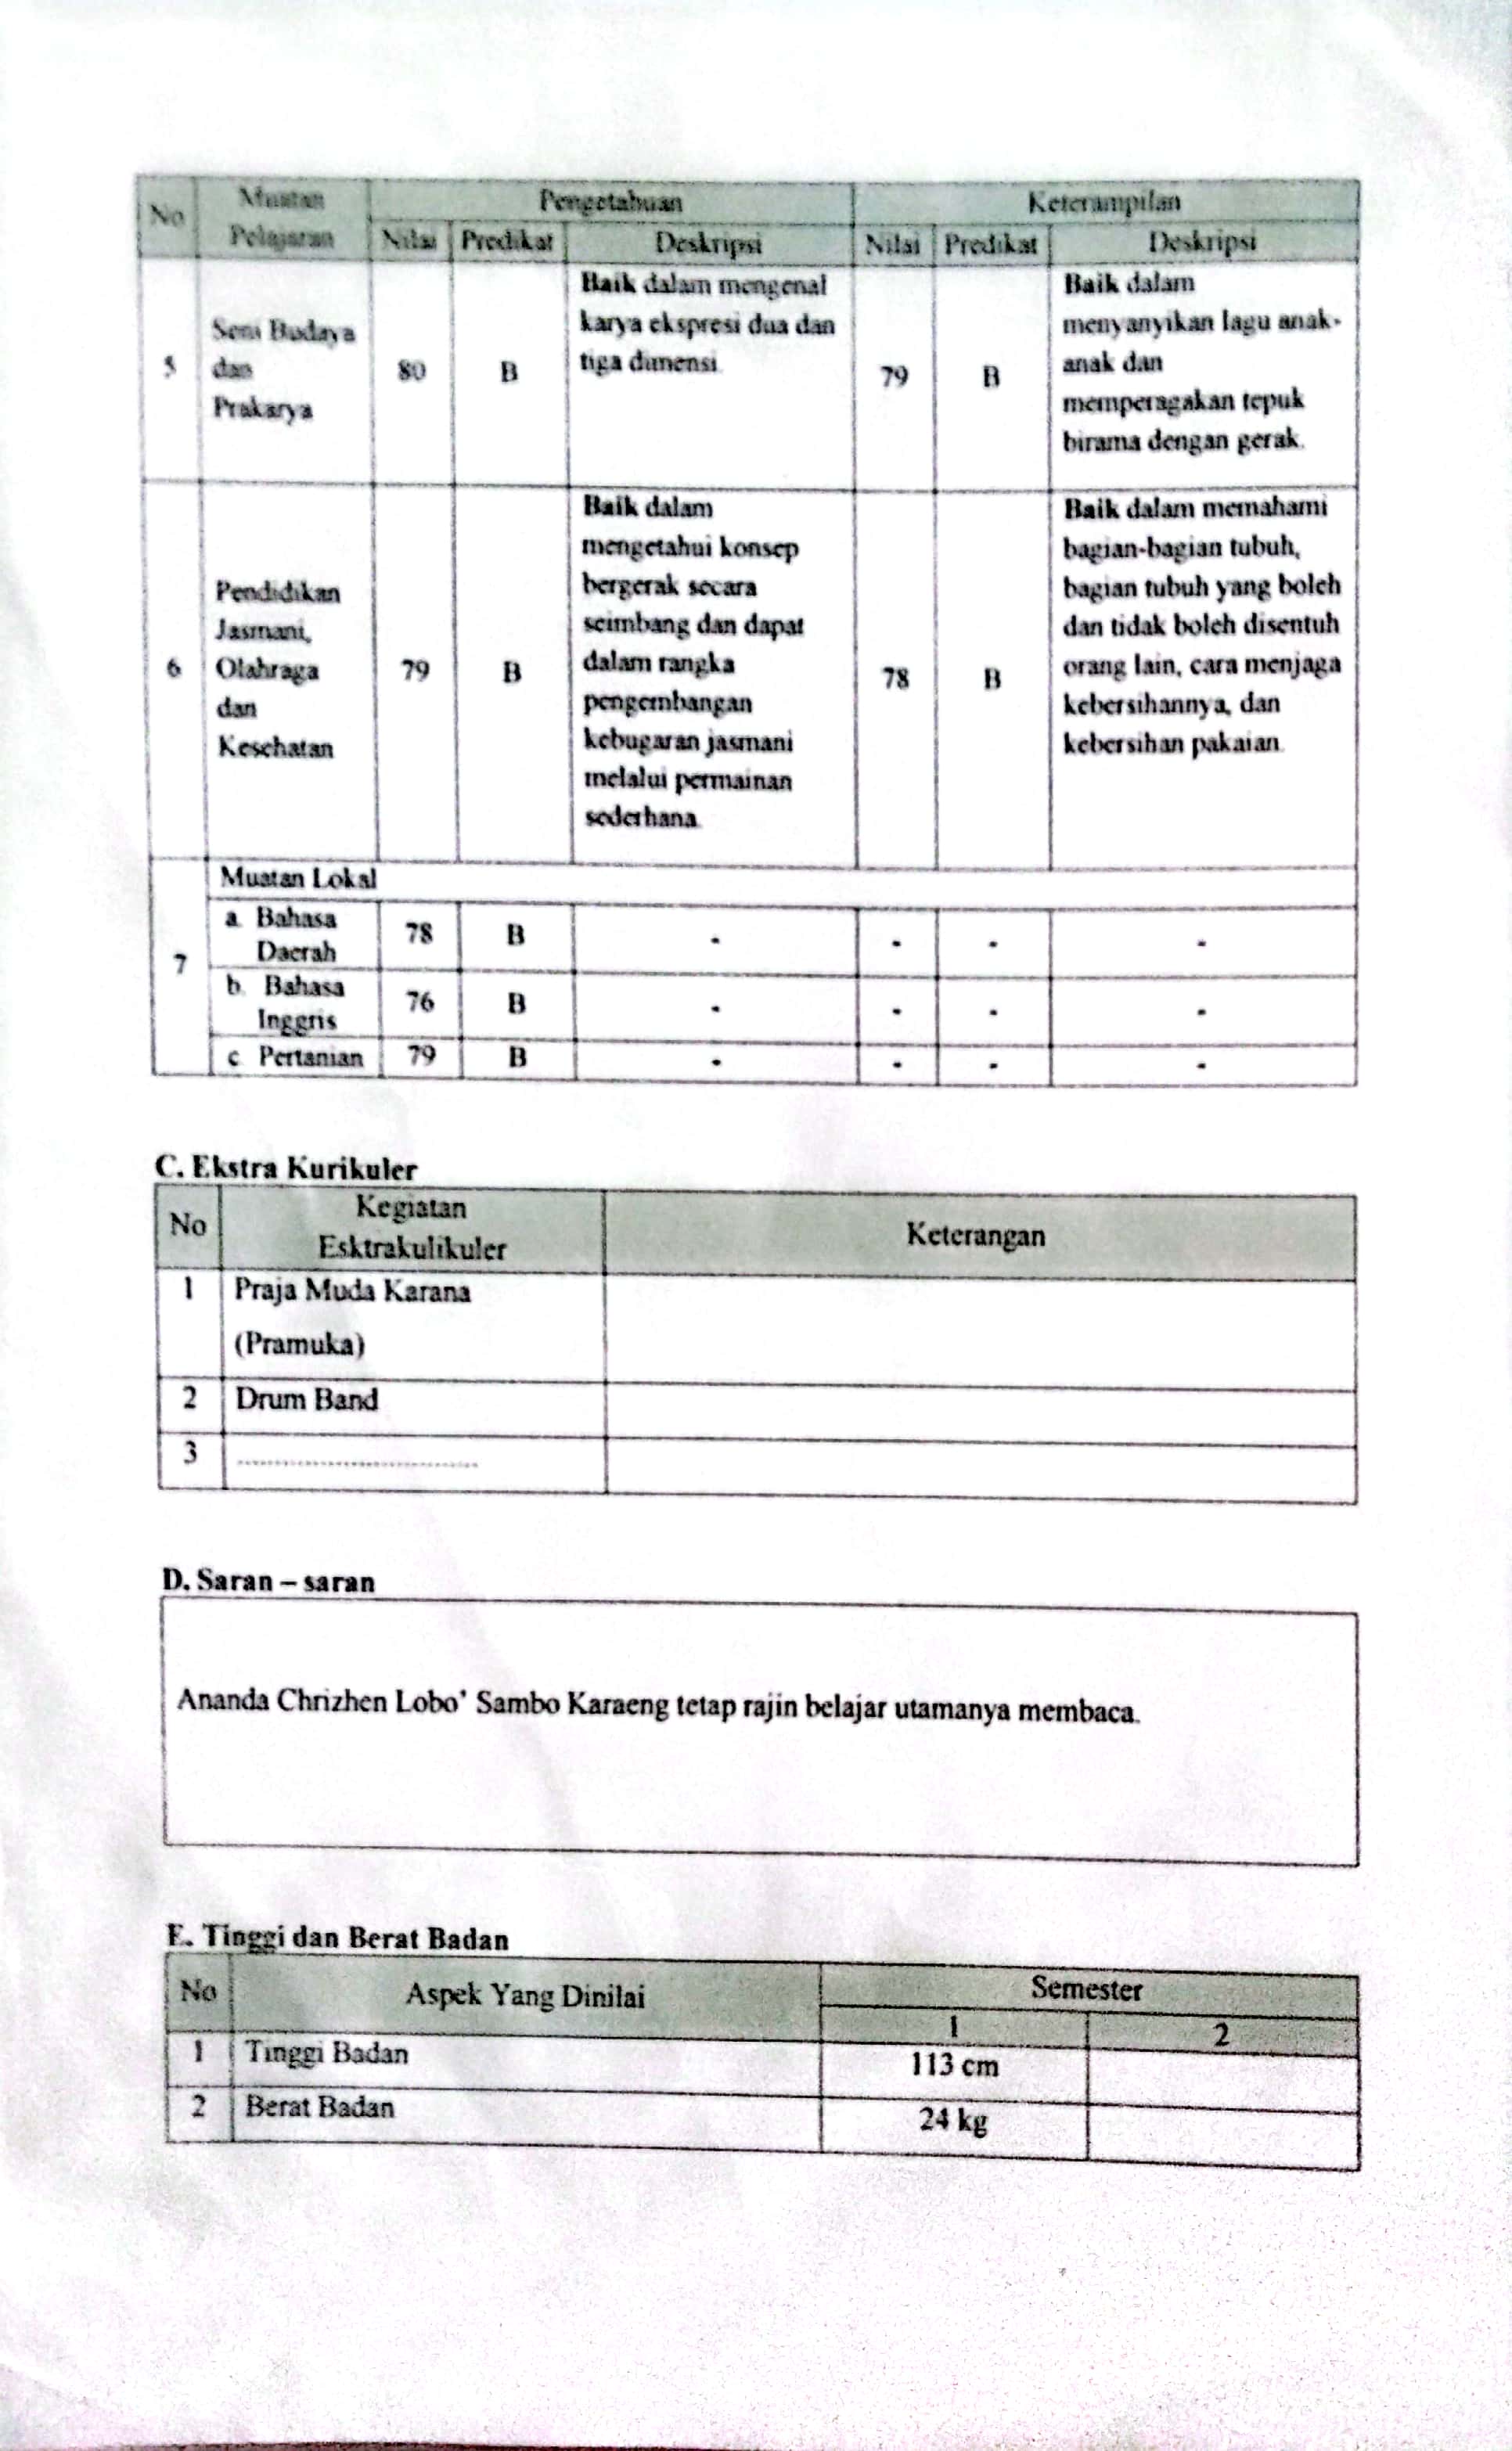 No Muatan Pelajaran Pengetahuan Keterampilan
Nilai Predikat Deskripsi Nilai Predikat Deskripsi
5 Seni Budaya dan Prakarya 80 B
Baik dalam mengenal
karya ekspresi dua dan
tiga dimensi.
79 B
Baik dalam
menyanyikan lagu anak-
anak dan
memperagakan tepuk
birama dengan gerak.
6 Pendidikan Jasmani, Olahraga dan Kesehatan 79 B
Baik dalam
mengetahui konsep
bergerak secara
seimbang dan dapat
dalam rangka
pengembangan
kebugaran jasmani
melalui permainan
sederhana.
78 B
Baik dalam memahami
bagian-bagian tubuh,
bagian tubuh yang boleh
dan tidak boleh disentuh
orang lain, cara menjaga
kebersihannya, dan
kebersihan pakaian.
7 Muatan Lokal
a. Bahasa Daerah 78 B - - - -
b. Bahasa Inggris 76 B - - - -
c. Pertanian 79 B - - - -
C. Ekstra Kurikuler
No Kegiatan Esktrakulikuler Keterangan
1 Praja Muda Karana
(Pramuka)
2 Drum Band
3 ................................
D. Saran – saran
Ananda Chrizhen Lobo' Sambo Karaeng tetap rajin belajar utamanya membaca.
E. Tinggi dan Berat Badan
No Aspek Yang Dinilai Semester
1 2
1 Tinggi Badan 113 cm
2 Berat Badan 24 kg